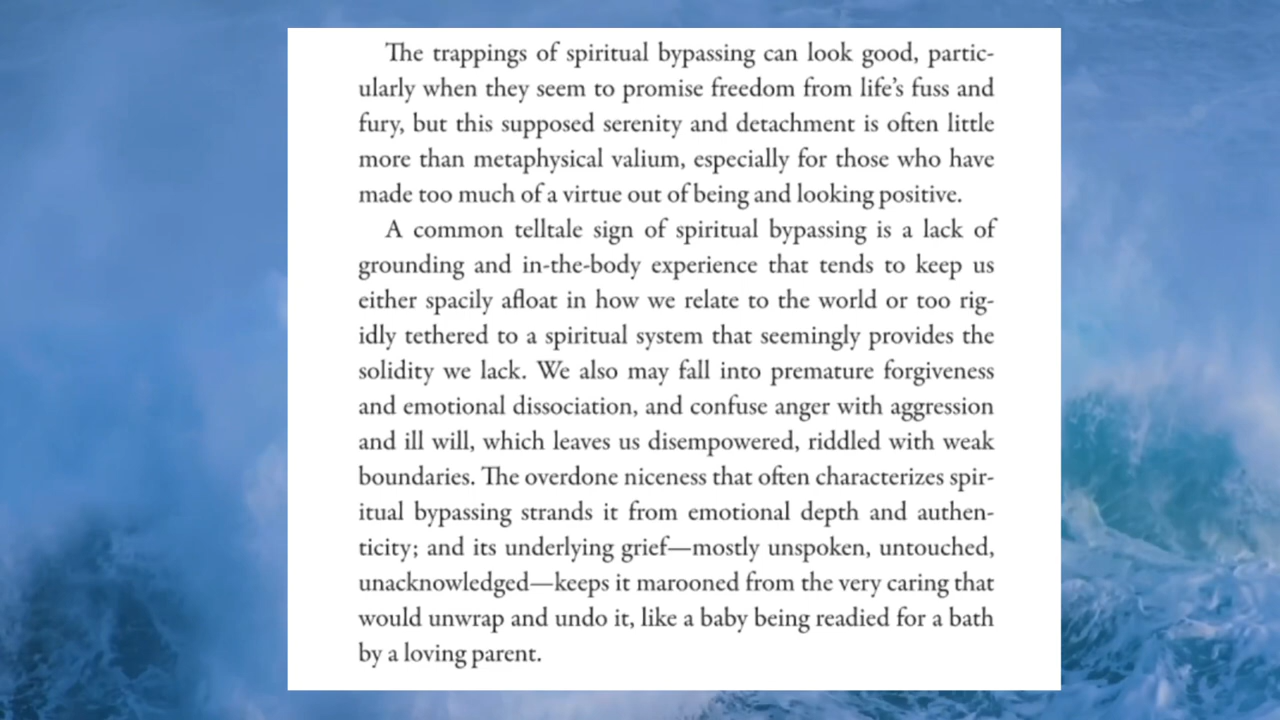 The trappings of spiritual bypassing can look good, partic-
ularly when they seem to promise freedom from life’s fuss and
fury, but this supposed serenity and detachment is often little
more than metaphysical valium, especially for those who have
made too much of a virtue out of being and looking positive.
A common telltale sign of spiritual bypassing is a lack of
grounding and in-the-body experience that tends to keep us
either spacily afloat in how we relate to the world or too rig-
idly tethered to a spiritual system that seemingly provides the
solidity we lack. We also may fall into premature forgiveness
and emotional dissociation, and confuse anger with aggression
and ill will, which leaves us disempowered, riddled with weak
boundaries. The overdone niceness that often characterizes spir-
itual bypassing strands it from emotional depth and authen-
ticity; and its underlying grief—mostly unspoken, untouched,
unacknowledged—keeps it marooned from the very caring that
would unwrap and undo it, like a baby being readied for a bath
by a loving parent.